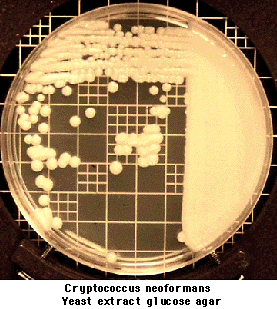 Cryptococcus neoformans
Yeast extract glucose agar